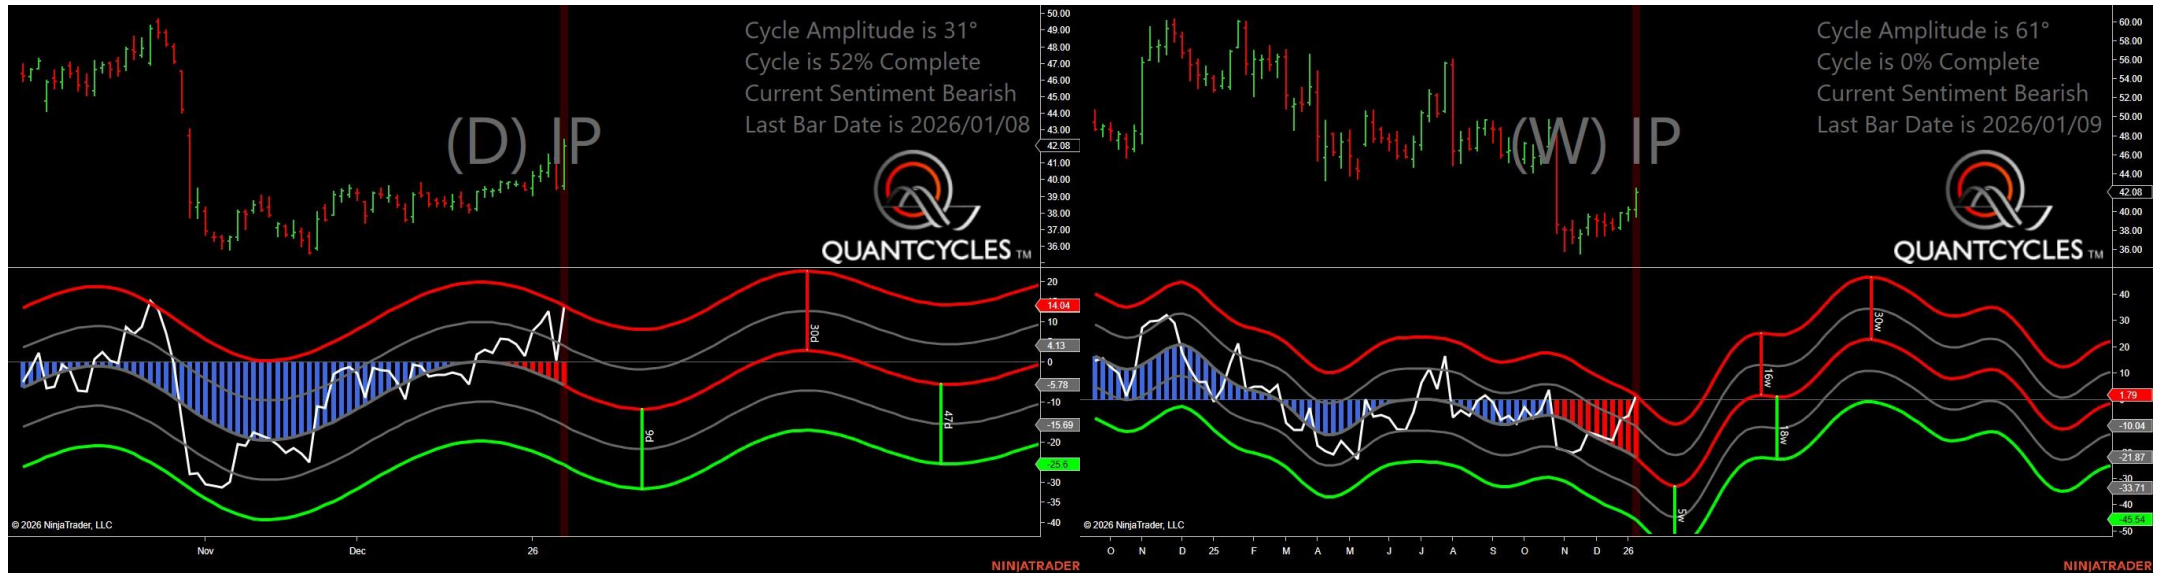 Cycle Amplitude is 31°
Cycle is 52% Complete
Current Sentiment Bearish
Last Bar Date is 2026/01/08
(D) IP
QUANTCYCLES TM
50.00
49.00
48.00
47.00
46.00
45.00
44.00
43.00
42.08
41.00
40.00
39.00
38.00
37.00
36.00
20
14.04
10
4.13
0
-5.78
-10
-15.69
-20
-25.6
-30
-35
-40
30d
9d
47d
© 2026 NinjaTrader, LLC
Nov
Dec
26
NINJATRADER
Cycle Amplitude is 61°
Cycle is 0% Complete
Current Sentiment Bearish
Last Bar Date is 2026/01/09
(W) IP
QUANTCYCLES TM
60.00
58.00
56.00
54.00
52.00
50.00
48.00
46.00
44.00
42.08
40.00
38.00
36.00
40
30
20
10
1.79
-10.04
-21.87
-30
-33.71
-40
-45.54
-50
16w
30w
18w
5w
© 2026 NinjaTrader, LLC
O N D 25 F M A M J J A S O N D 26
NINJATRADER